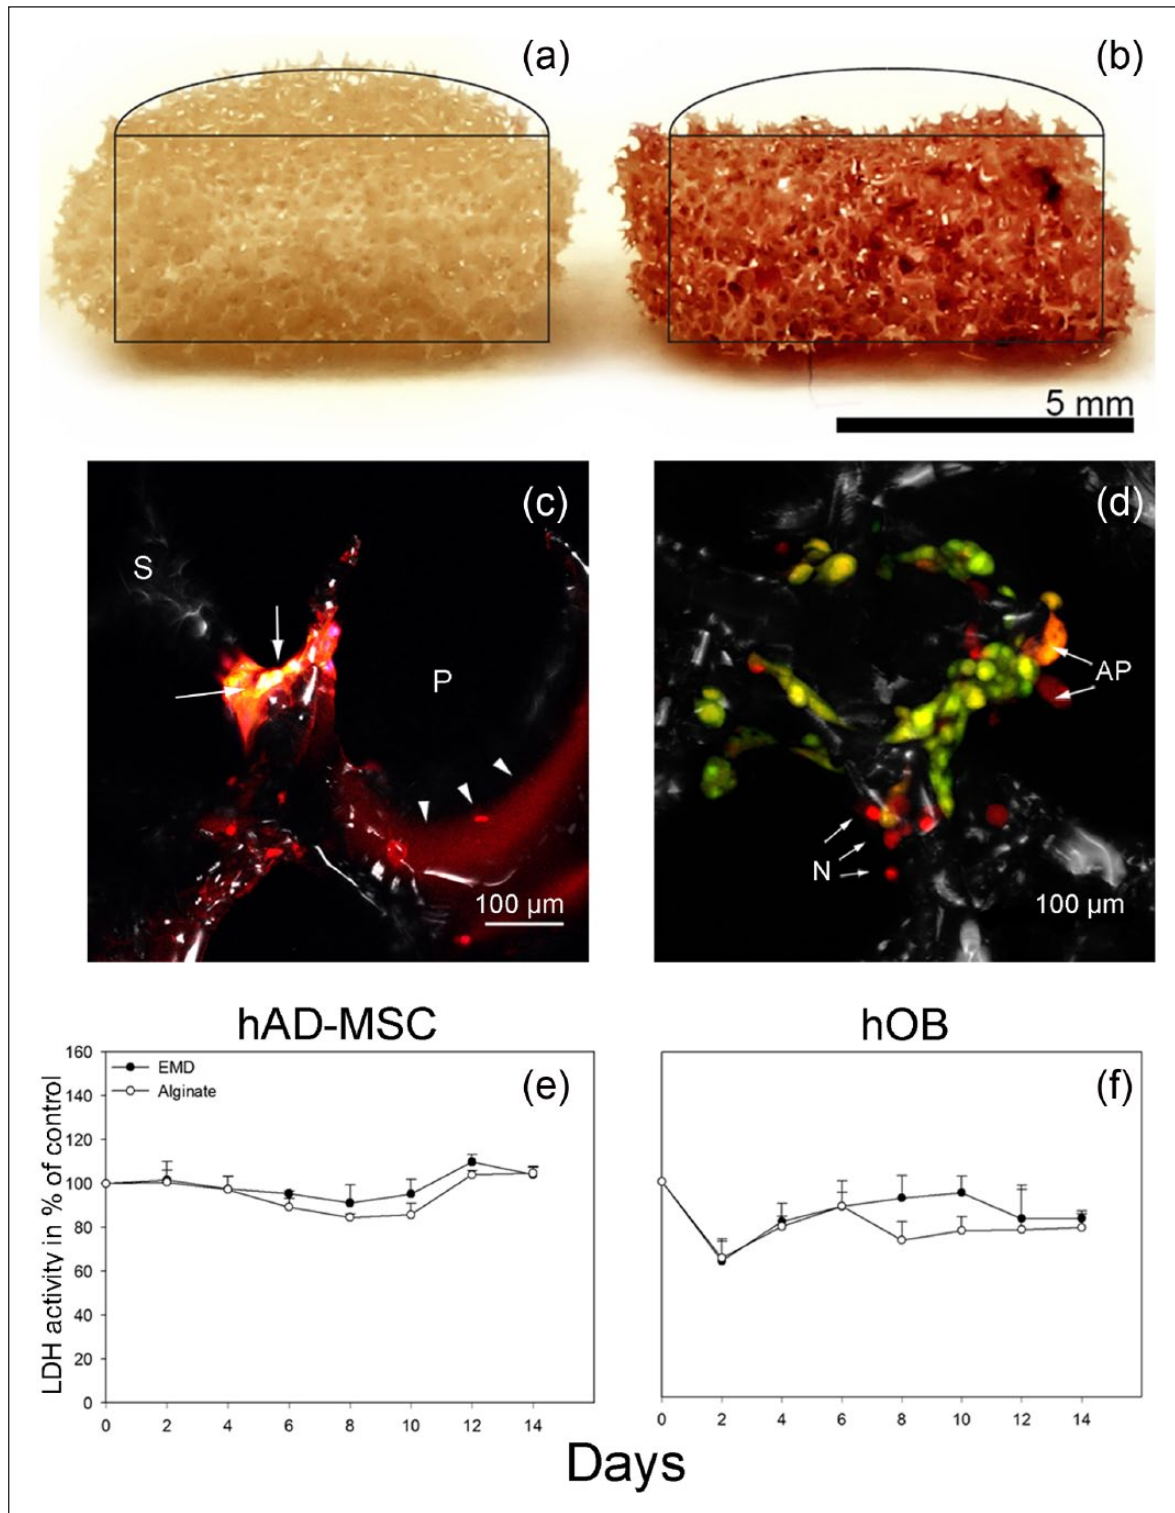 (a)
(b)
5 mm
(c)
S
P
100 µm
(d)
AP
N
100 µm
hAD-MSC
hOB
160
140
120
100
80
60
40
20
0
EMD
Alginate
(e)
(f)
LDH activity in % of control
0 2 4 6 8 10 12 14
0 2 4 6 8 10 12 14
Days